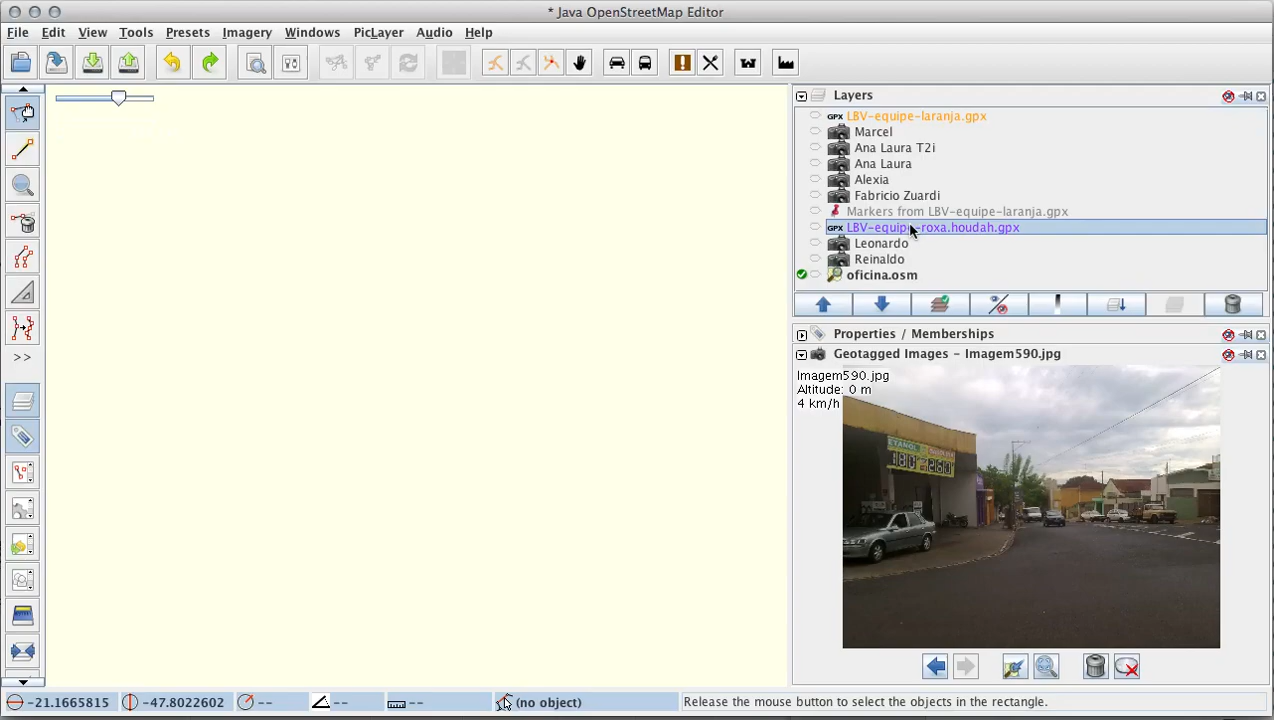 * Java OpenStreetMap Editor
File Edit View Tools Presets Imagery Windows PicLayer Audio Help
Layers
GPX LBV-equipe-laranja.gpx
Marcel
Ana Laura T2i
Ana Laura
Alexia
Fabricio Zuardi
Markers from LBV-equipe-laranja.gpx
GPX LBV-equipe-roxa.houdah.gpx
Leonardo
Reinaldo
oficina.osm
>>
Properties / Memberships
Geotagged Images - Imagem590.jpg
Imagem590.jpg
Altitude: 0 m
4 km/h
ETANOL
-21.1665815 -47.8022602 -- -- -- (no object) Release the mouse button to select the objects in the rectangle.